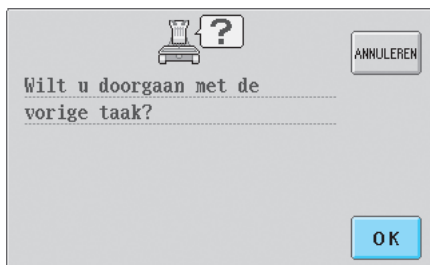 ?
ANNULEREN
Wilt u doorgaan met de
vorige taak?
OK